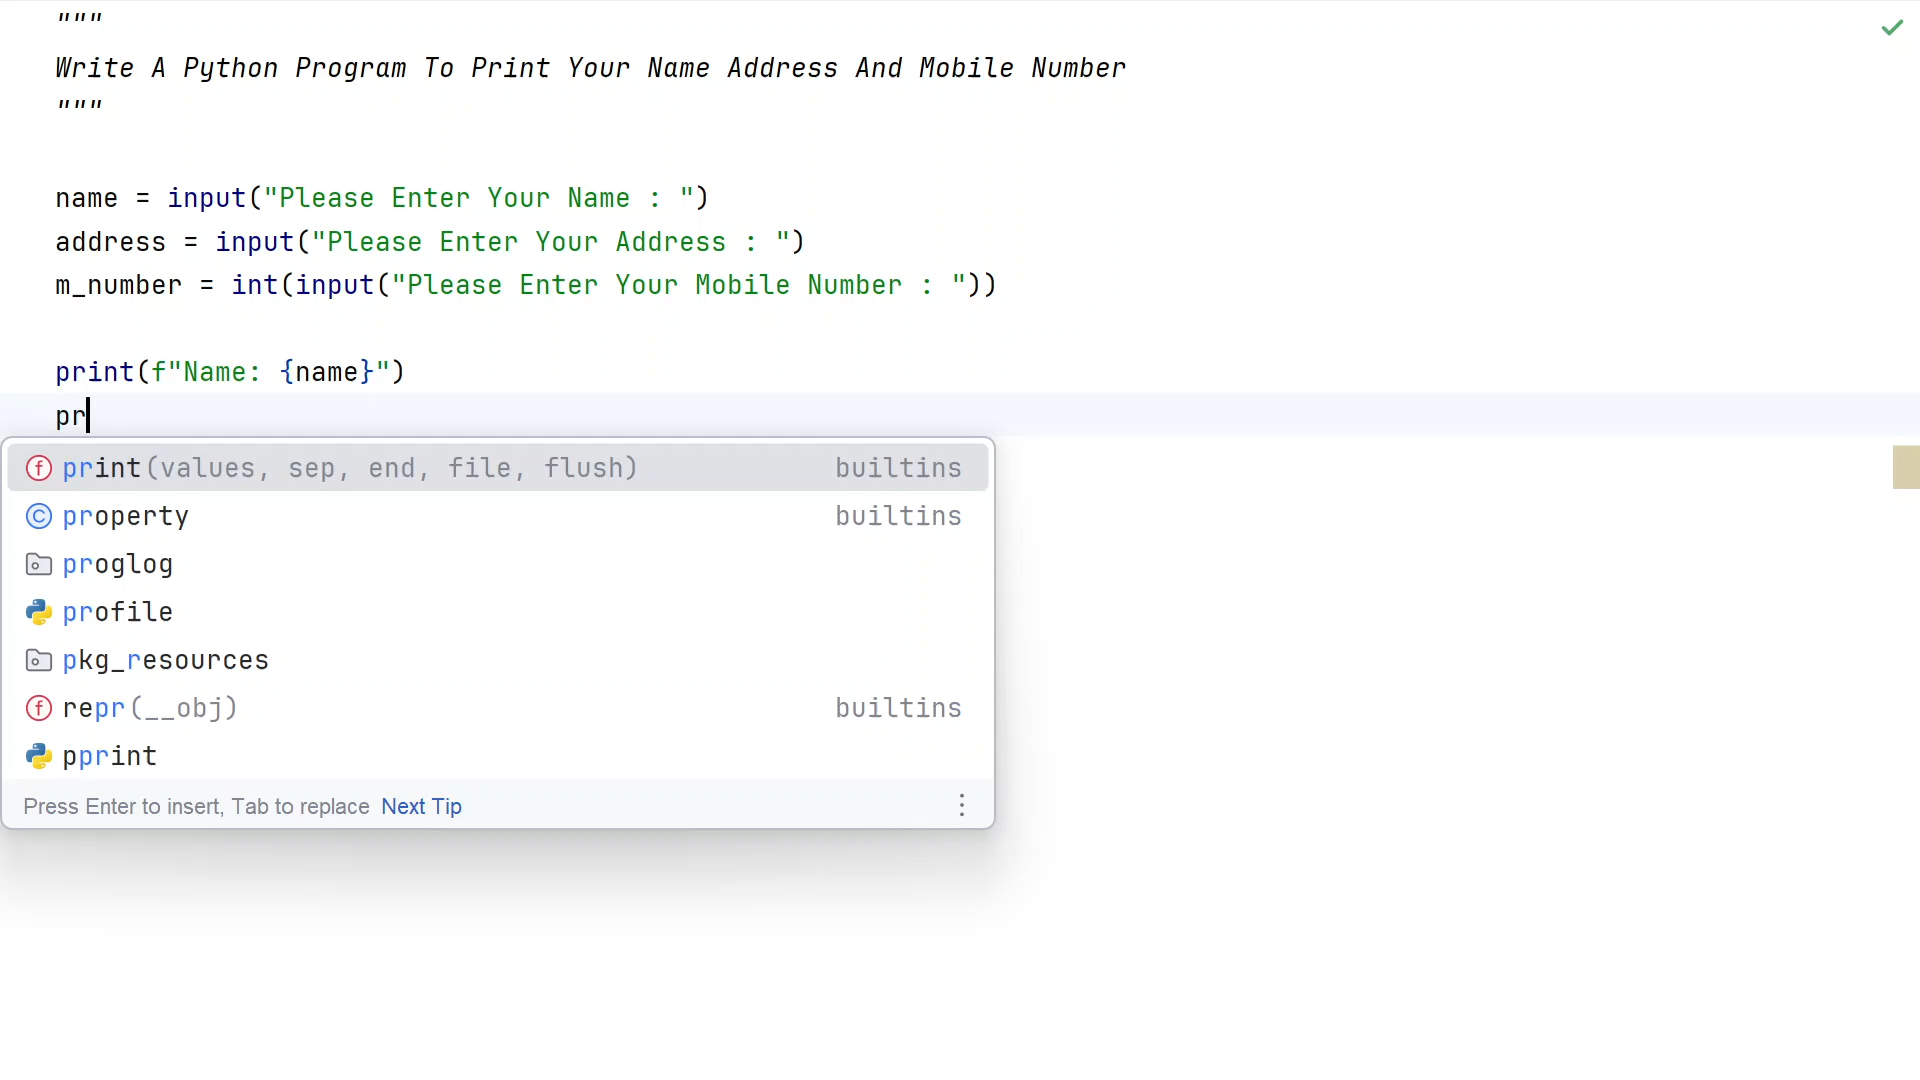 """
Write A Python Program To Print Your Name Address And Mobile Number
"""
name = input("Please Enter Your Name : ")
address = input("Please Enter Your Address : ")
m_number = int(input("Please Enter Your Mobile Number : "))
print(f"Name: {name}")
pr
print(values, sep, end, file, flush) builtins
property builtins
proglog
profile
pkg_resources
repr(__obj) builtins
pprint
Press Enter to insert, Tab to replace Next Tip